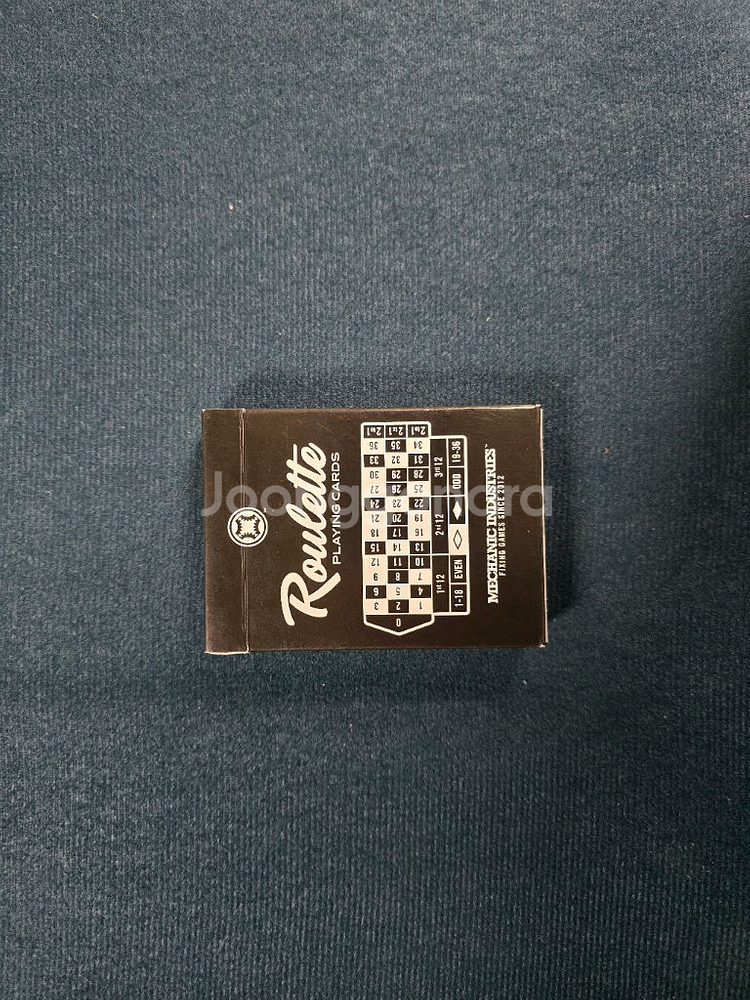 Roulette
PLAYING CARDS
0
3 6 9 12 15 18 21 24 27 30 33 36 2to1
2 5 8 11 14 17 20 23 26 29 32 35 2to1
1 4 7 10 13 16 19 22 25 28 31 34 2to1
1st 12 2nd 12 3rd 12
1-18 EVEN ODD 19-36
MECHANIC INDUSTRIES™
FIXING GAMES SINCE 2012
Joonggonara